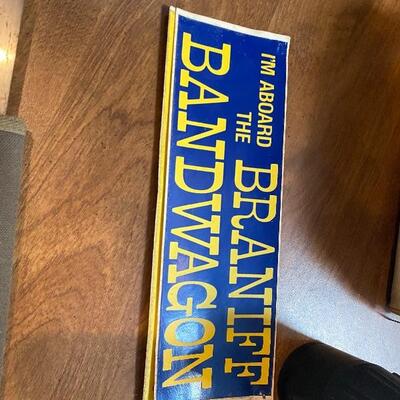 I'M ABOARD
THE BRANIFF
BANDWAGON